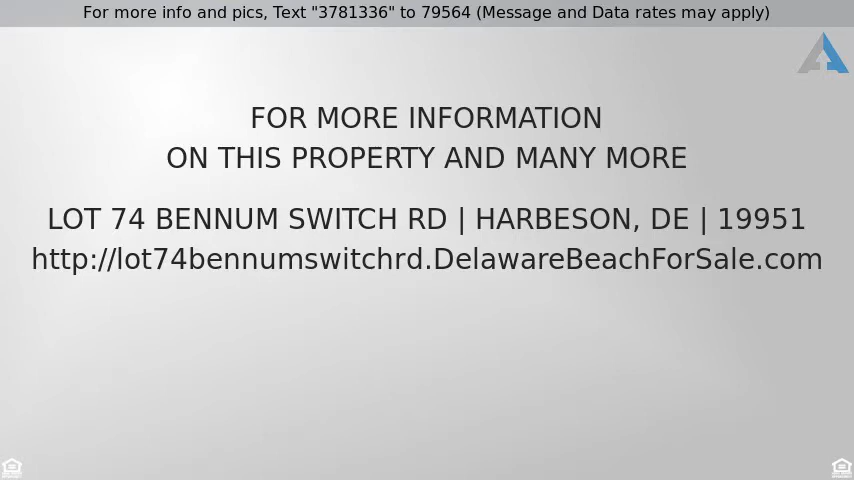 For more info and pics, Text "3781336" to 79564 (Message and Data rates may apply)
FOR MORE INFORMATION
ON THIS PROPERTY AND MANY MORE
LOT 74 BENNUM SWITCH RD | HARBESON, DE | 19951
http://lot74bennumswitchrd.DelawareBeachForSale.com